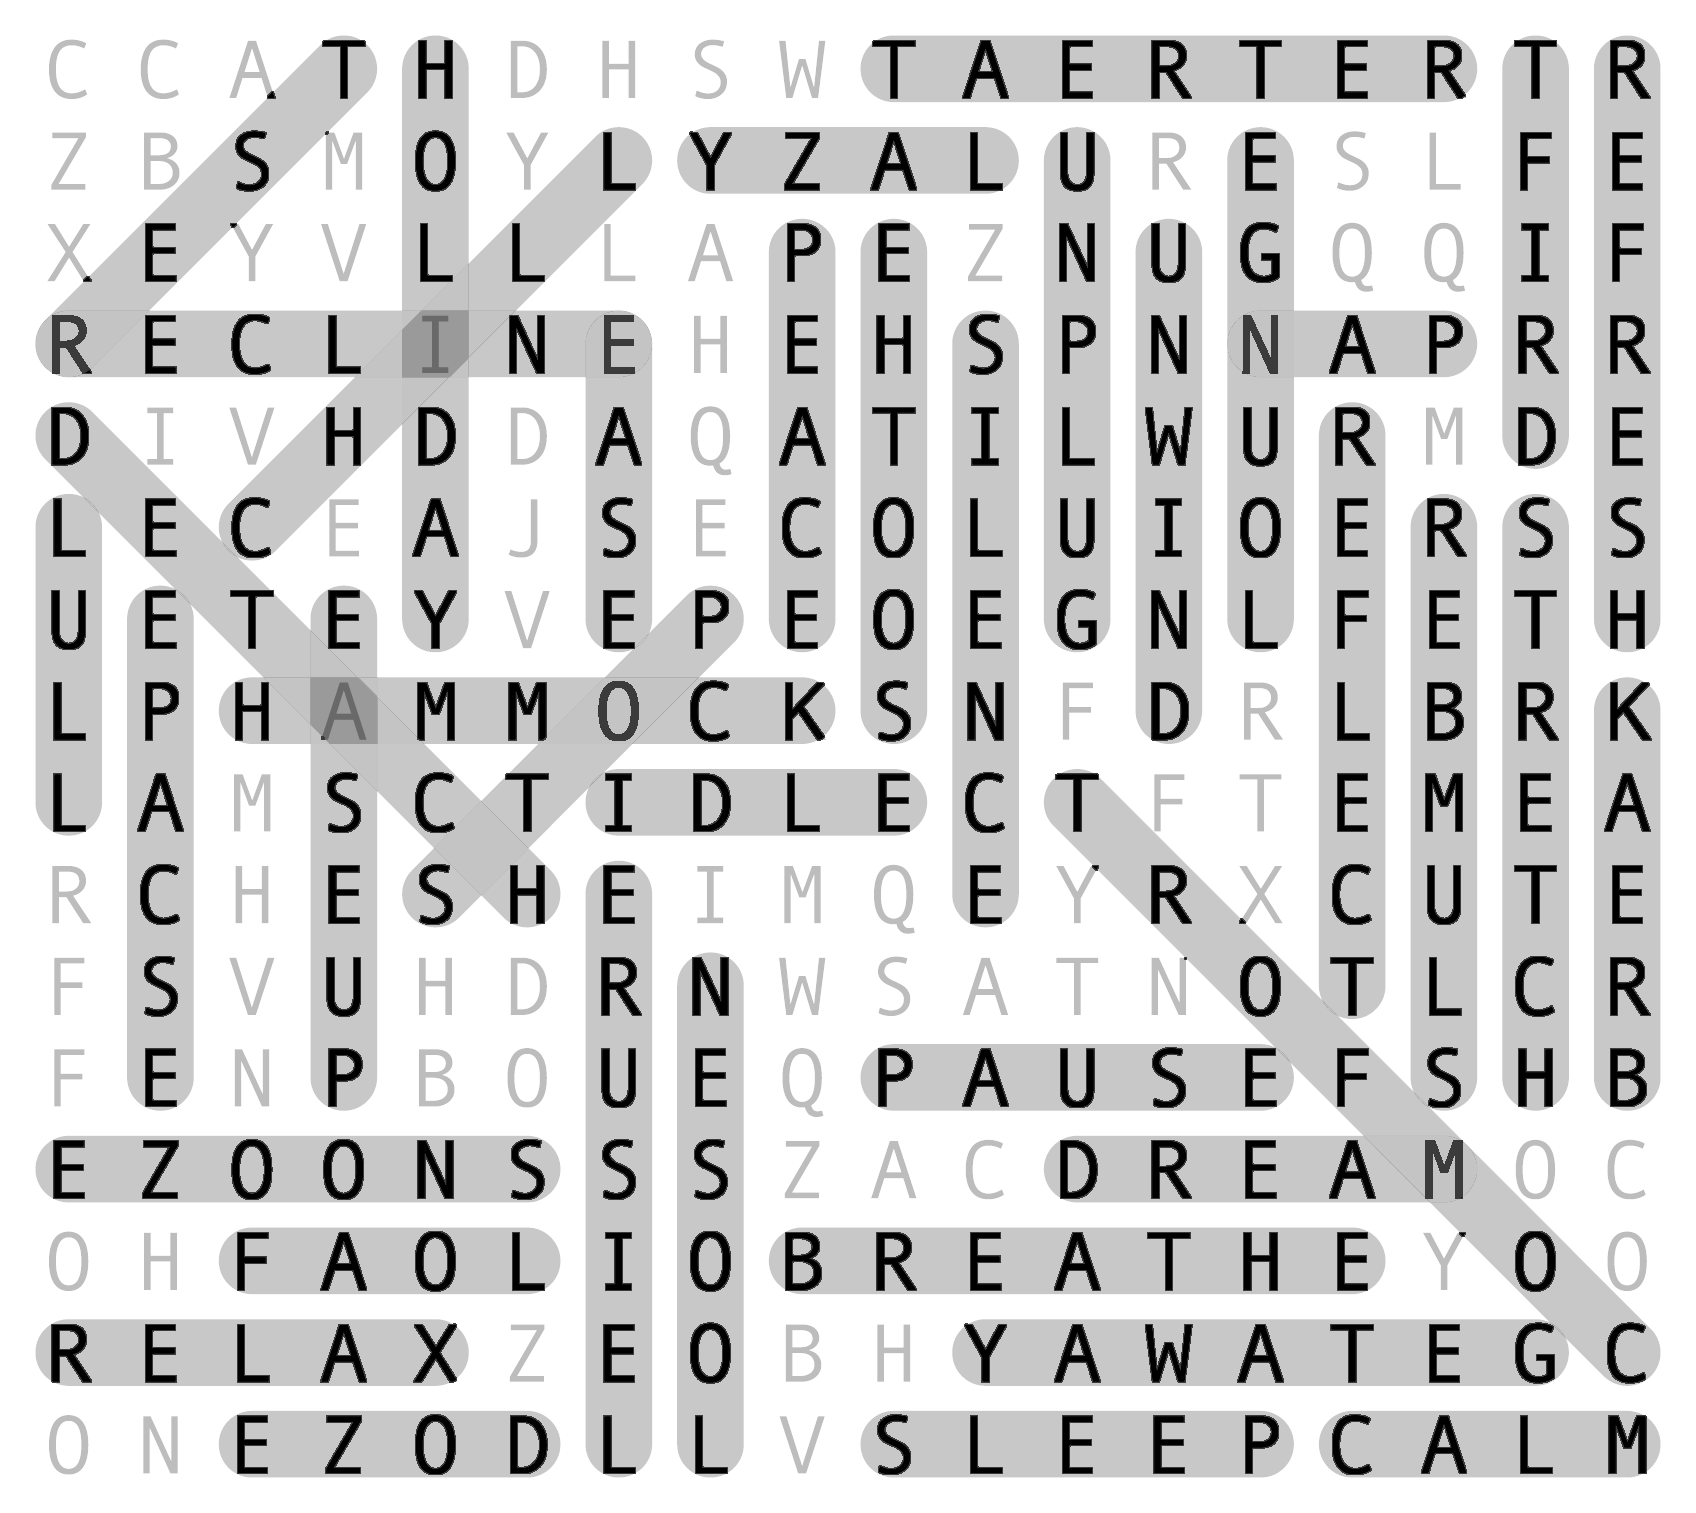 C C A T H D H S W T A E R T E R T R
Z B S M O Y L Y Z A L U R E S L F E
X E Y V L L L A P E Z N U G Q Q I F
R E C L I N E H E H S P N N A P R R
D I V H D D A Q A T I L W U R M D E
L E C E A J S E C O L U I O E R S S
U E T E Y V E P E O E G N L F E T H
L P H A M M O C K S N F D R L B R K
L A M S C T I D L E C T F T E M E A
R C H E S H E I M Q E Y R X C U T E
F S V U H D R N W S A T N O T L C R
F E N P B O U E Q P A U S E F S H B
E Z O O N S S S Z A C D R E A M O C
O H F A O L I O B R E A T H E Y O O
R E L A X Z E O B H Y A W A T E G C
O N E Z O D L L V S L E E P C A L M